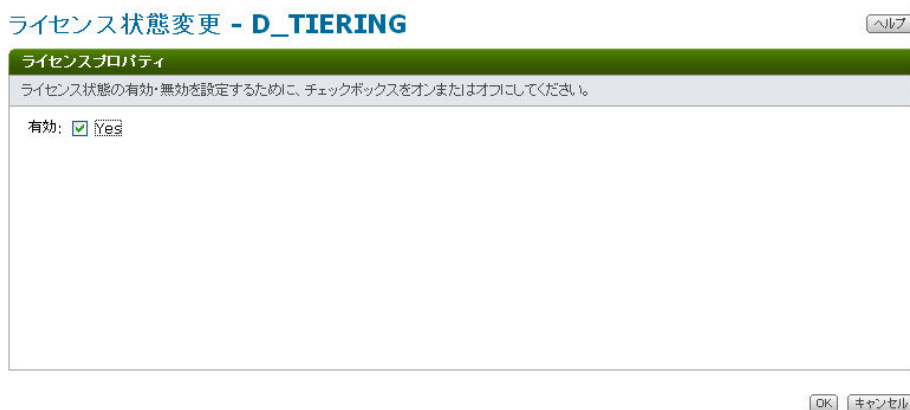 ライセンス状態変更 - D_TIERING
ヘルプ
ライセンスプロパティ
ライセンス状態の有効・無効を設定するために、チェックボックスをオンまたはオフにしてください。
有効: Yes
OK キャンセル